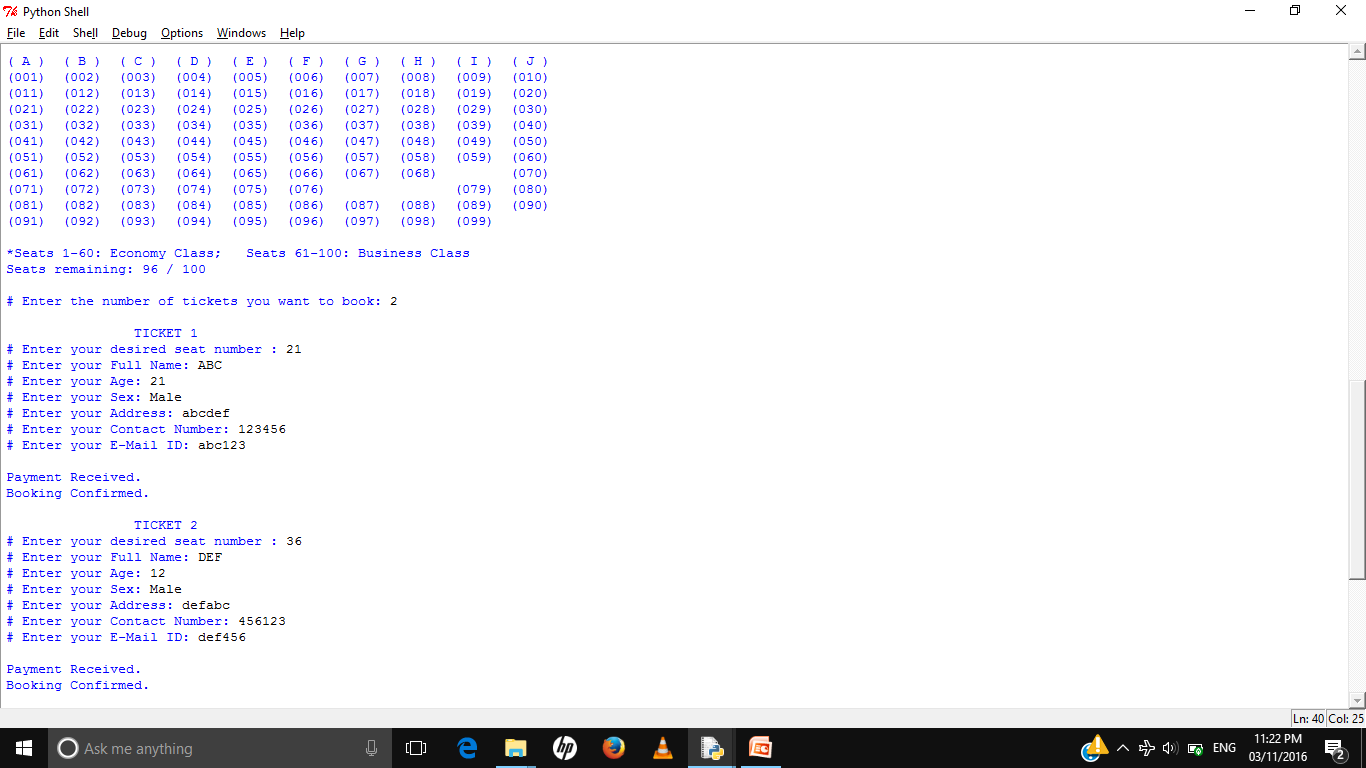 Python Shell
File Edit Shell Debug Options Windows Help
( A ) ( B ) ( C ) ( D ) ( E ) ( F ) ( G ) ( H ) ( I ) ( J )
(001) (002) (003) (004) (005) (006) (007) (008) (009) (010)
(011) (012) (013) (014) (015) (016) (017) (018) (019) (020)
(021) (022) (023) (024) (025) (026) (027) (028) (029) (030)
(031) (032) (033) (034) (035) (036) (037) (038) (039) (040)
(041) (042) (043) (044) (045) (046) (047) (048) (049) (050)
(051) (052) (053) (054) (055) (056) (057) (058) (059) (060)
(061) (062) (063) (064) (065) (066) (067) (068) (070)
(071) (072) (073) (074) (075) (076) (079) (080)
(081) (082) (083) (084) (085) (086) (087) (088) (089) (090)
(091) (092) (093) (094) (095) (096) (097) (098) (099)
*Seats 1-60: Economy Class; Seats 61-100: Business Class
Seats remaining: 96 / 100
# Enter the number of tickets you want to book: 2
TICKET 1
# Enter your desired seat number : 21
# Enter your Full Name: ABC
# Enter your Age: 21
# Enter your Sex: Male
# Enter your Address: abcdef
# Enter your Contact Number: 123456
# Enter your E-Mail ID: abc123
Payment Received.
Booking Confirmed.
TICKET 2
# Enter your desired seat number : 36
# Enter your Full Name: DEF
# Enter your Age: 12
# Enter your Sex: Male
# Enter your Address: defabc
# Enter your Contact Number: 456123
# Enter your E-Mail ID: def456
Payment Received.
Booking Confirmed.
Ln: 40 Col: 25
Ask me anything
hp
ENG
11:22 PM
03/11/2016
2